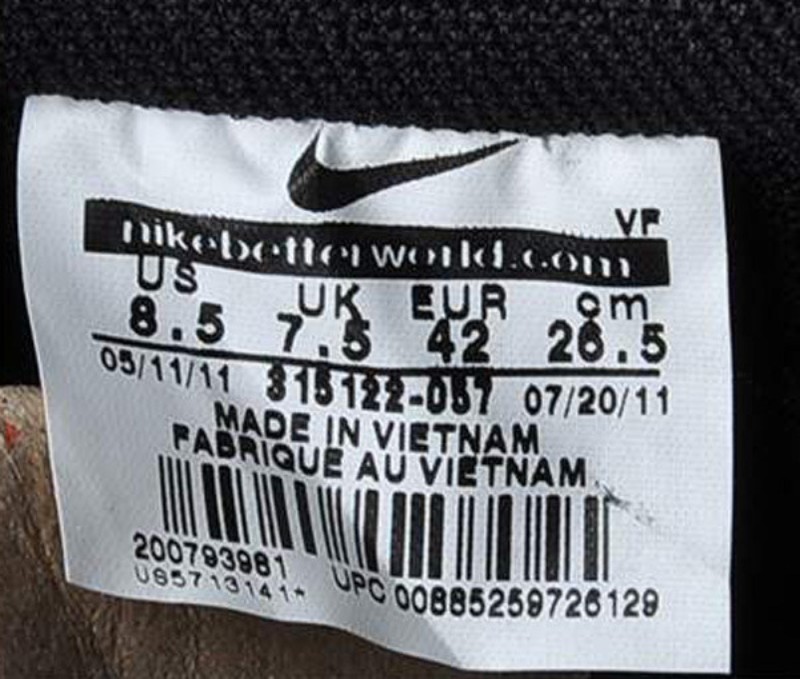 VF
nikebetterworld.com
US UK EUR cm
8.5 7.5 42 26.5
05/11/11 315122-057 07/20/11
MADE IN VIETNAM
FABRIQUE AU VIETNAM
200793981 UPC 00885259726129
US5713141*